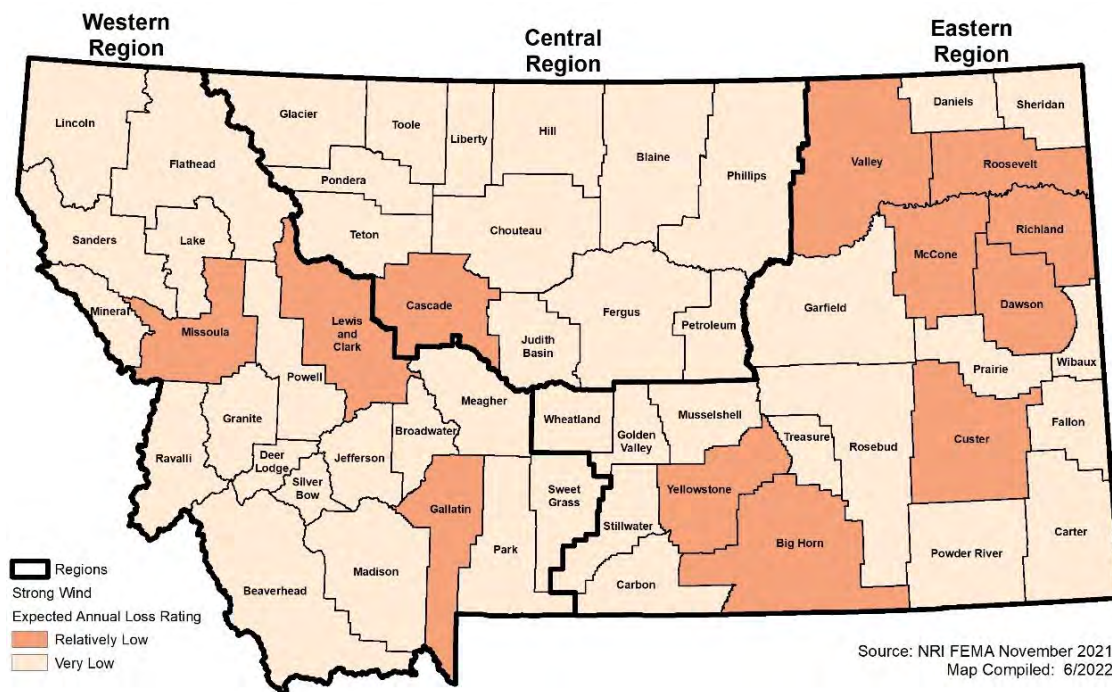 Western
Region
Central
Region
Eastern
Region
Lincoln
Flathead
Glacier
Toole
Liberty
Hill
Blaine
Phillips
Valley
Daniels
Sheridan
Roosevelt
Pondera
Teton
Chouteau
Richland
McCone
Sanders
Lake
Mineral
Missoula
Lewis
and
Clark
Cascade
Judith
Basin
Fergus
Petroleum
Garfield
Dawson
Prairie
Wibaux
Powell
Granite
Ravalli
Deer
Lodge
Silver
Bow
Jefferson
Broadwater
Meagher
Wheatland
Golden
Valley
Musselshell
Treasure
Rosebud
Custer
Fallon
Gallatin
Park
Sweet
Grass
Stillwater
Yellowstone
Big Horn
Carbon
Powder River
Carter
Beaverhead
Madison
Regions
Strong Wind
Expected Annual Loss Rating
Relatively Low
Very Low
Source: NRI FEMA November 2021
Map Compiled: 6/2022